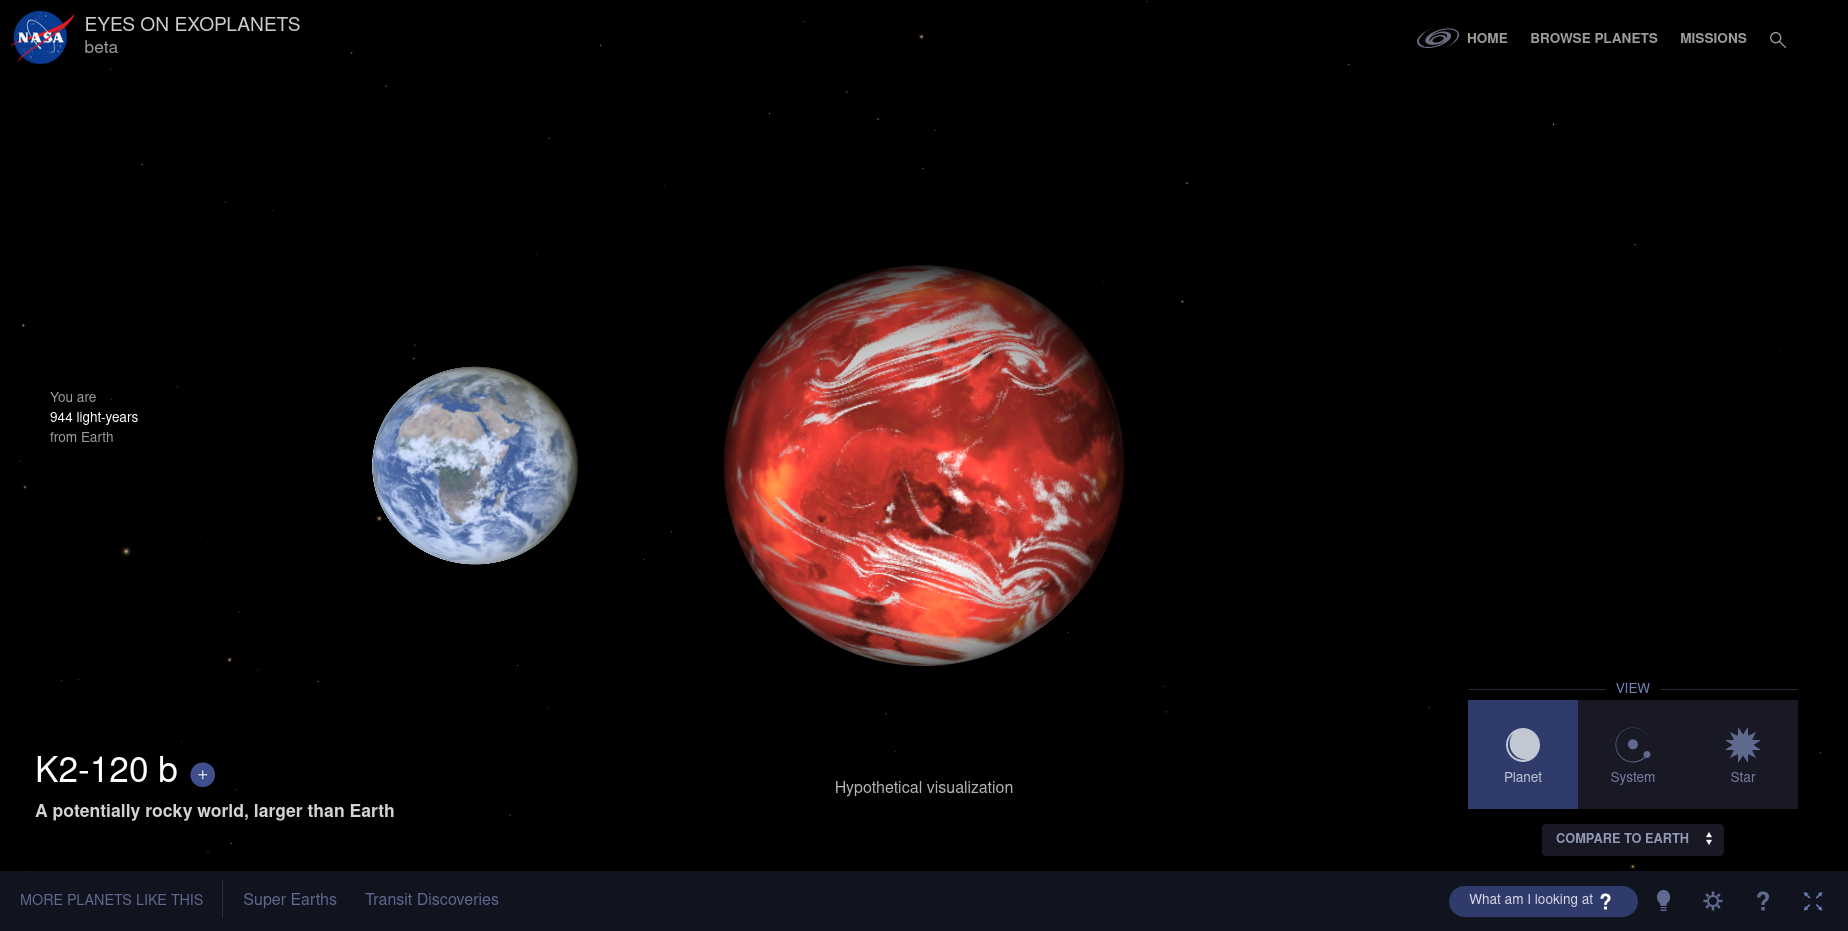 NASA
EYES ON EXOPLANETS
beta
HOME
BROWSE PLANETS
MISSIONS
You are
944 light-years
from Earth
K2-120 b +
A potentially rocky world, larger than Earth
Hypothetical visualization
VIEW
Planet
System
Star
COMPARE TO EARTH
MORE PLANETS LIKE THIS
Super Earths
Transit Discoveries
What am I looking at ?
?